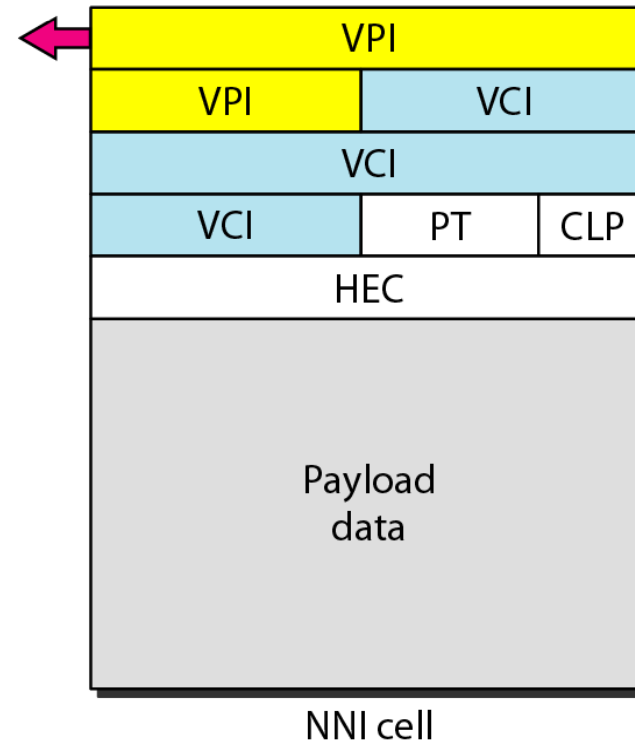 VPI
VPI VCI
VCI
VCI PT CLP
HEC
Payload
data
NNI cell